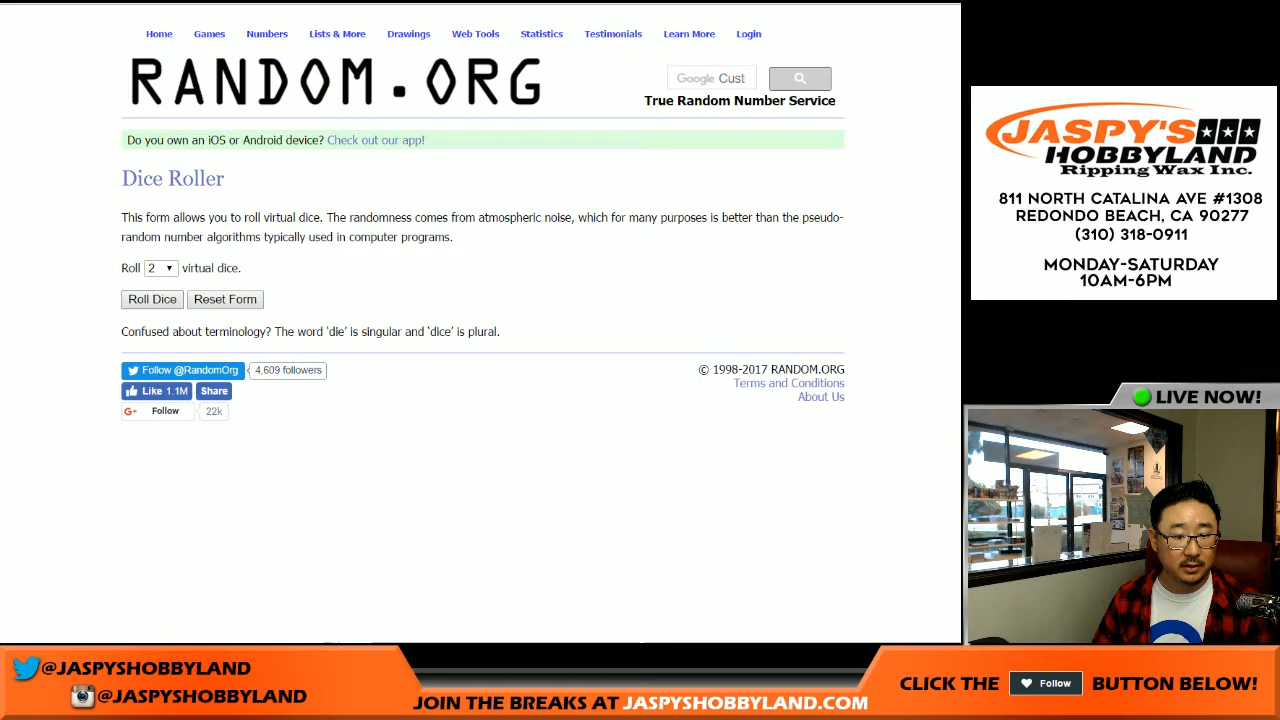 Home Games Numbers Lists & More Drawings Web Tools Statistics Testimonials Learn More Login
RANDOM.ORG
Google Cust
True Random Number Service
Do you own an iOS or Android device? Check out our app!
Dice Roller
This form allows you to roll virtual dice. The randomness comes from atmospheric noise, which for many purposes is better than the pseudo-
random number algorithms typically used in computer programs.
Roll 2 virtual dice.
Roll Dice Reset Form
Confused about terminology? The word ‘die’ is singular and ‘dice’ is plural.
Follow @RandomOrg 4,609 followers
Like 1.1M Share
G+ Follow 22k
© 1998-2017 RANDOM.ORG
Terms and Conditions
About Us
JASPY'S
HOBBYLAND
Ripping Wax Inc.
811 NORTH CATALINA AVE #1308
REDONDO BEACH, CA 90277
(310) 318-0911
MONDAY-SATURDAY
10AM-6PM
LIVE NOW!
@JASPYSHOBBYLAND
@JASPYSHOBBYLAND
JOIN THE BREAKS AT JASPYSHOBBYLAND.COM
CLICK THE Follow BUTTON BELOW!